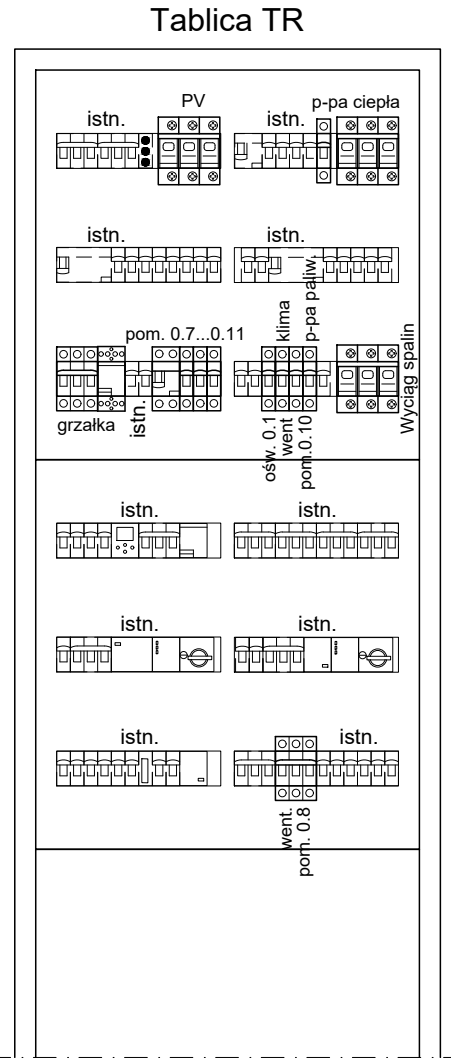 Tablica TR
istn.
PV
istn.
p-pa ciepła
istn.
istn.
pom. 0.7...0.11
klima
p-pa paliw.
Wyciąg spalin
grzałka
istn.
ośw. 0.1
went
pom.0.10
istn.
istn.
istn.
istn.
istn.
istn.
went.
pom. 0.8